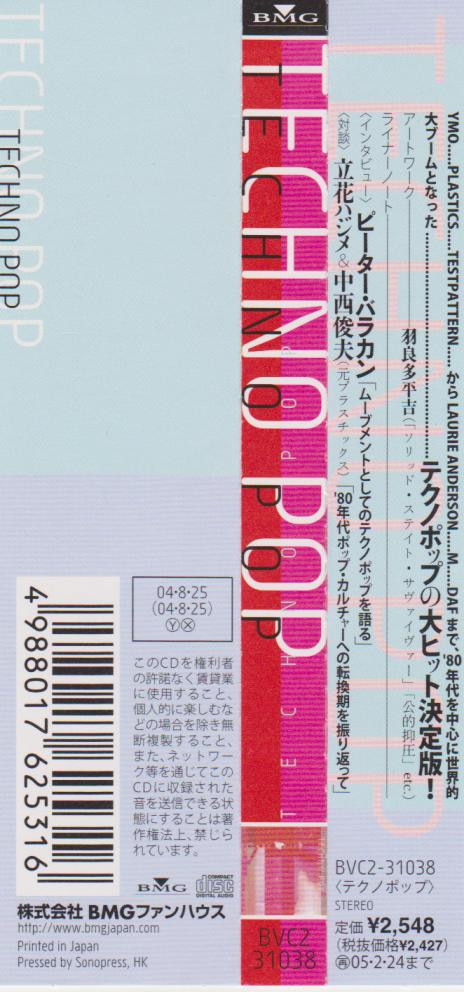 YMO.....PLASTICS.....TESTPATTERN.....から LAURIE ANDERSON.....M.....DAF まで、'80年代を中心に世界的
大ブームとなった..............................テクノポップの大ヒット決定版！
アートワーク────羽良多平吉(「ソリッド・ステイト・サヴァイヴァー」「公的抑圧」etc.)
ライナーノート
〈インタビュー〉ピーター・バラカン「ムーブメントとしてのテクノポップを語る」
〈対談〉立花ハジメ&中西俊夫(元プラスチックス)「'80年代ポップ・カルチャーへの転換期を振り返って」
TECHNO POP
BVC2-31038
〈テクノポップ〉
STEREO
定価 ¥2,548
(税抜価格¥2,427)
再05・2・24まで
BMG
TECHNO POP
TECHNO POP
TECHNO POP
BVC2
31038
TECHNO POP
TECHNO POP
04・8・25
(04・8・25)
Ⓨⓧ
このCDを権利者
の許諾なく賃貸業
に使用すること、
個人的に楽しむな
どの場合を除き無
断複製すること、
また、ネットワー
ク等を通じてこの
CDに収録された
音を送信できる状
態にすることは著
作権法上、禁じら
れています。
4 988017 625316
BMG
COMPACT
disc
DIGITAL AUDIO
株式会社 BMGファンハウス
http://www.bmgjapan.com
Printed in Japan
Pressed by Sonopress, HK